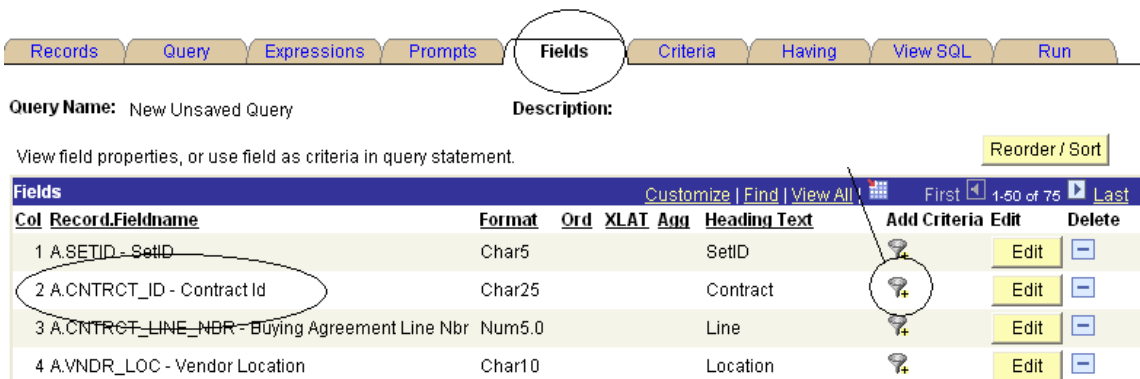 Records Query Expressions Prompts Fields Criteria Having View SQL Run
Query Name: New Unsaved Query Description:
View field properties, or use field as criteria in query statement. Reorder / Sort
Fields Customize | Find | View All | First 1-50 of 75 Last
Col Record.Fieldname Format Ord XLAT Agg Heading Text Add Criteria Edit Delete
1 A.SETID - SetID Char5 SetID Edit
2 A.CNTRCT_ID - Contract Id Char25 Contract Edit
3 A.CNTRCT_LINE_NBR - Buying Agreement Line Nbr Num5.0 Line Edit
4 A.VNDR_LOC - Vendor Location Char10 Location Edit